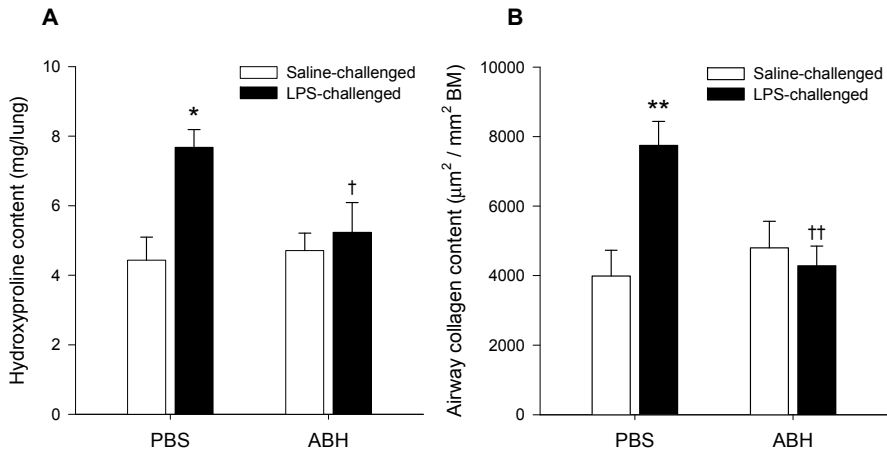 A
Hydroxyproline content (mg/lung)
10
8
6
4
2
0
Saline-challenged
LPS-challenged
*
†
PBS
ABH
B
Airway collagen content (μm² / mm² BM)
10000
8000
6000
4000
2000
0
Saline-challenged
LPS-challenged
**
††
PBS
ABH